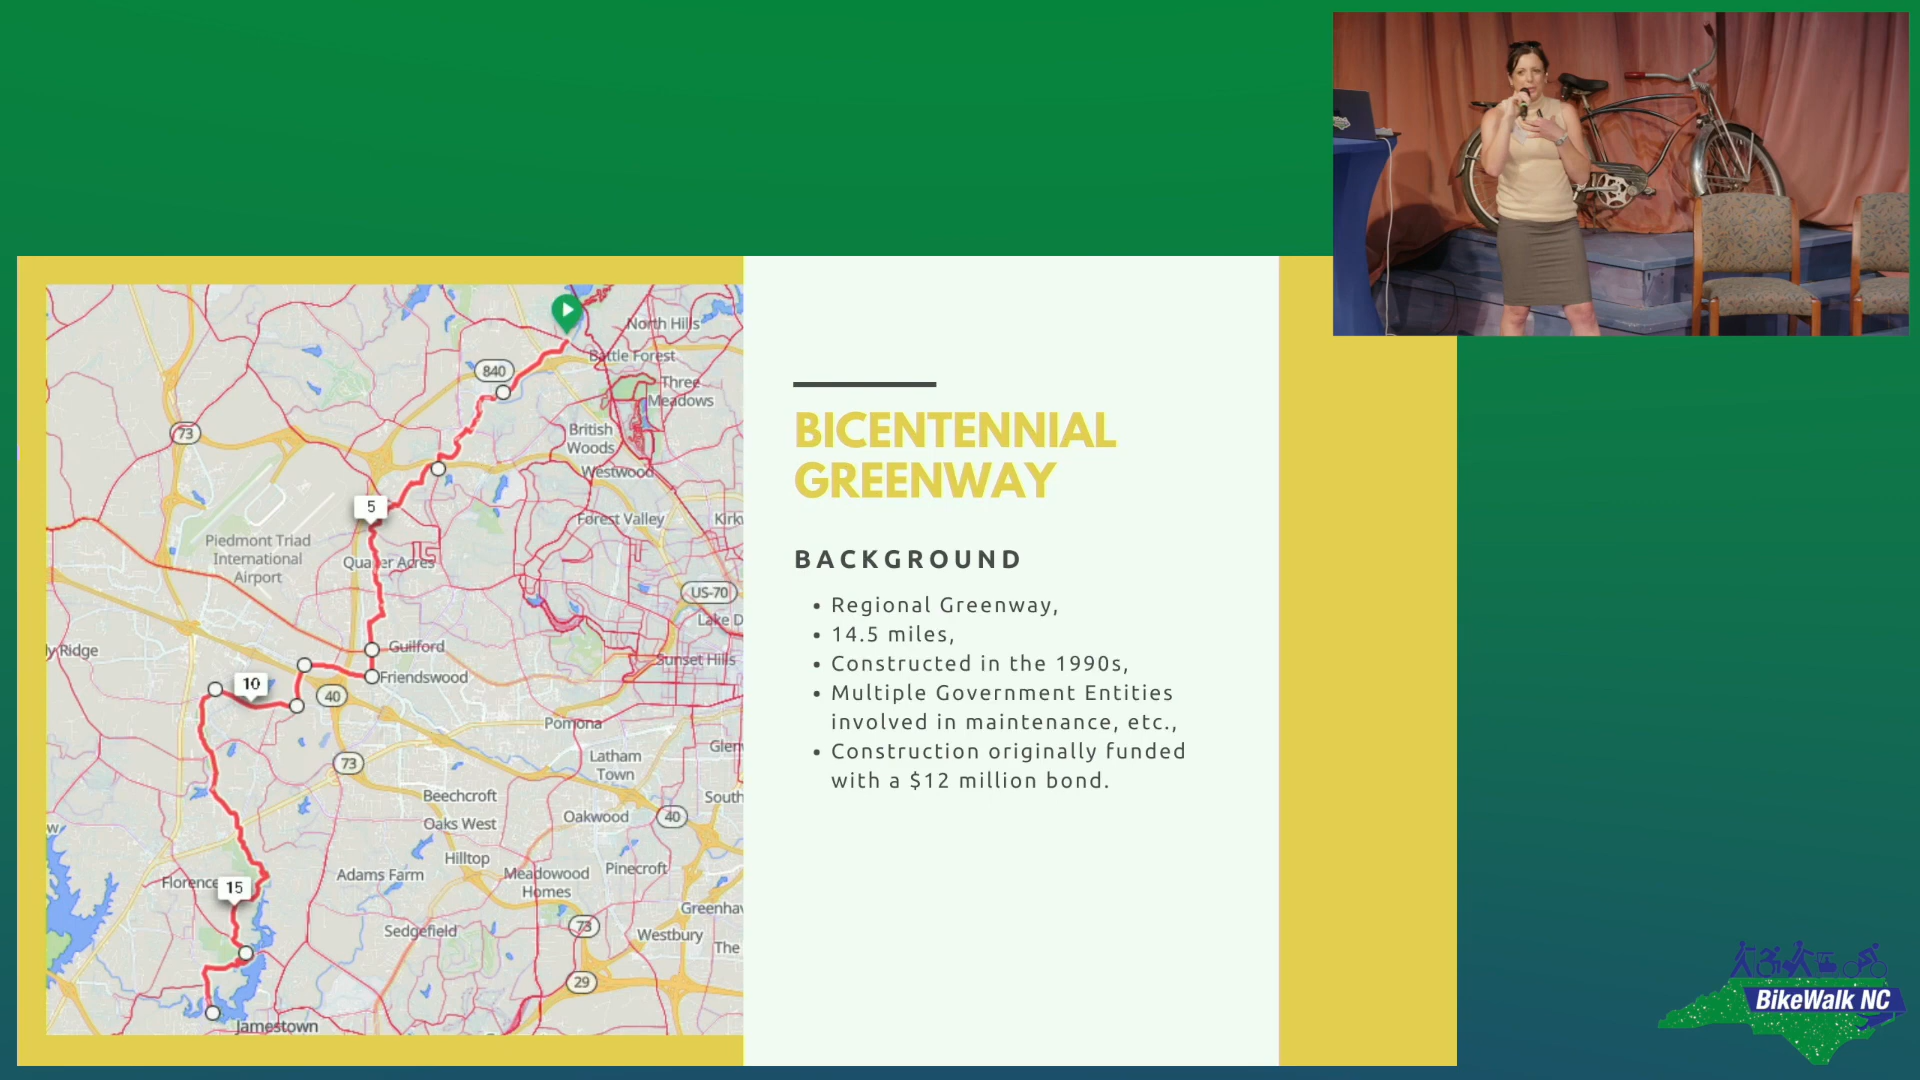 North Hills
Battle Forest
840
Three
Meadows
73
British
Woods
Westwood
5
Forest Valley
Piedmont Triad
International
Airport
US-70
Guilford
Sunset Hills
10
Friendswood
40
Pomona
73
Latham
Town
Beechcroft
Oaks West
Oakwood
40
Hilltop
Adams Farm
Meadowood
Homes
Pinecroft
Florence
15
73
Sedgefield
Westbury
The
29
Jamestown
BICENTENNIAL
GREENWAY
BACKGROUND
• Regional Greenway,
• 14.5 miles,
• Constructed in the 1990s,
• Multiple Government Entities
involved in maintenance, etc.,
• Construction originally funded
with a $12 million bond.
BikeWalk NC